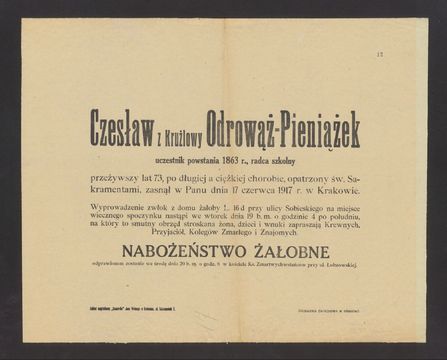 12
Czesław z Krużlowy Odrowąż-Pieniążek
uczestnik powstania 1863 r., radca szkolny
przeżywszy lat 73, po długiej a ciężkiej chorobie, opatrzony św. Sa-
kramentami, zasnął w Panu dnia 17 czerwca 1917 r. w Krakowie.
Wyprowadzenie zwłok z domu żałoby L. 16 d przy ulicy Sobieskiego na miejsce
wiecznego spoczynku nastąpi we wtorek dnia 19 b. m. o godzinie 4 po południu,
na który to smutny obrzęd stroskana żona, dzieci i wnuki zapraszają Krewnych,
Przyjaciół, Kolegów Zmarłego i Znajomych.
NABOŻEŃSTWO ŻAŁOBNE
odprawionem zostanie we środę dnia 20 b. m. o godz. 8 w kościele Ks. Zmartwychwstańców przy ul. Łobzowskiej.